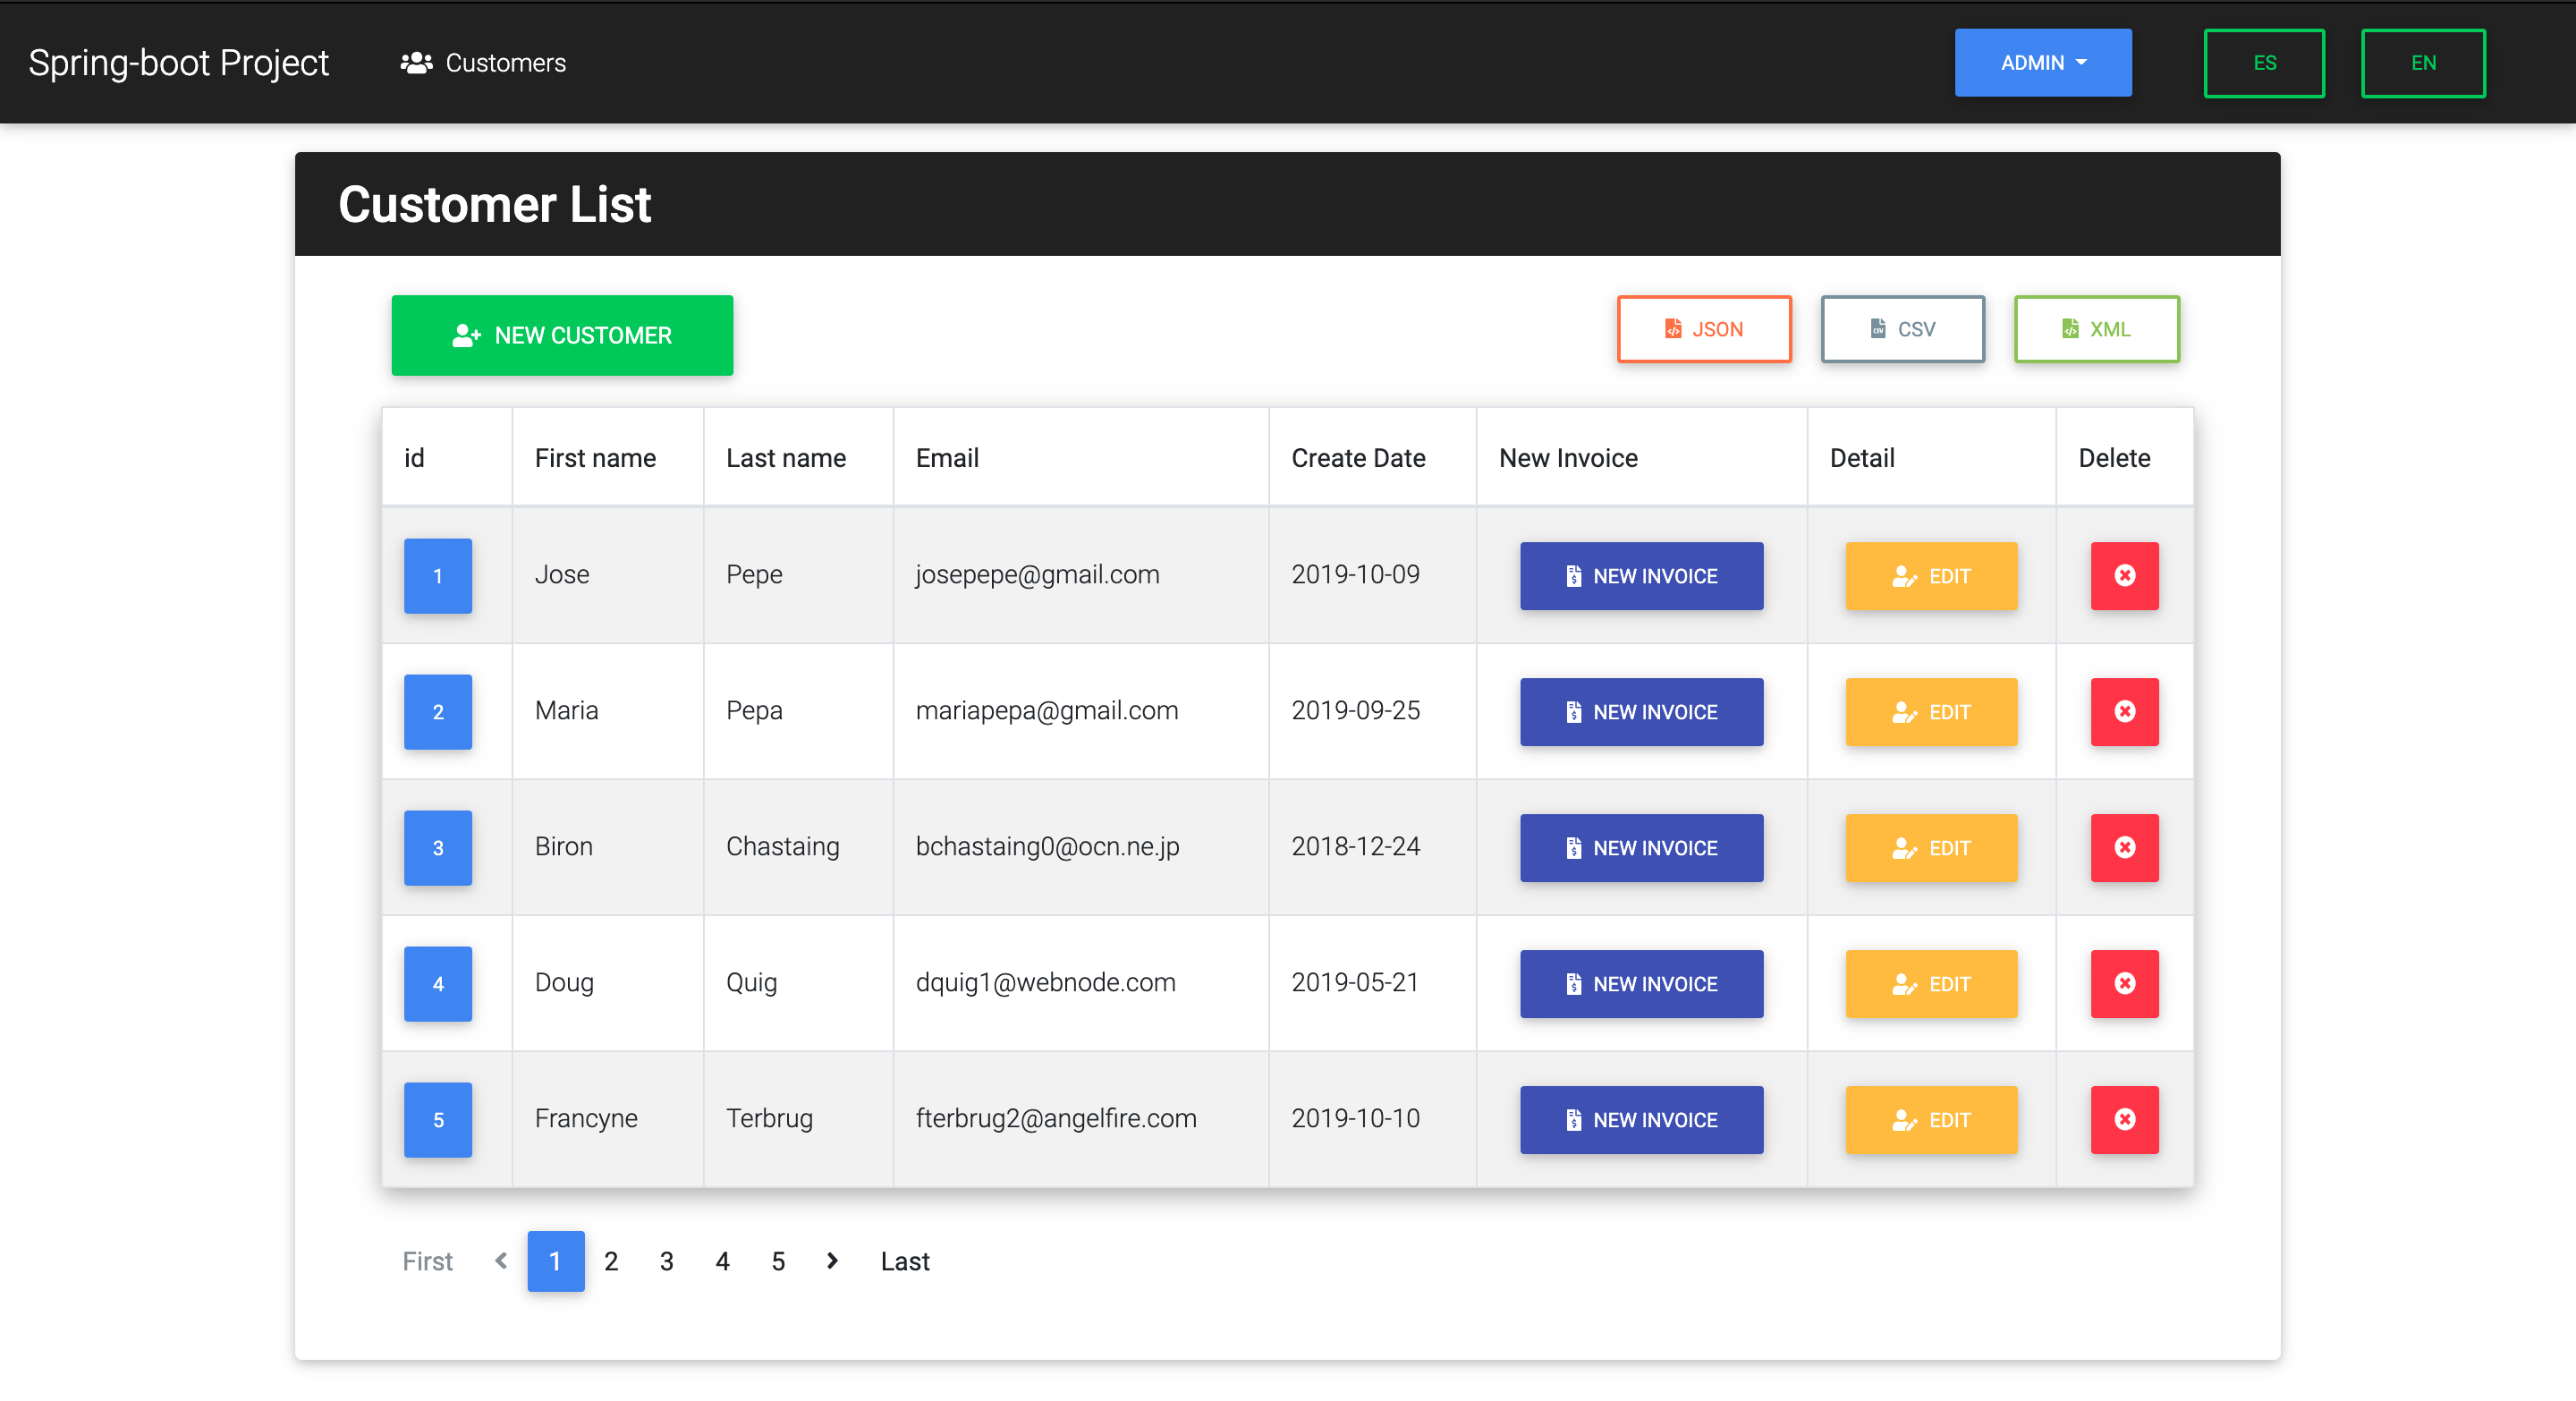 Spring-boot Project Customers ADMIN ES EN
Customer List
NEW CUSTOMER JSON CSV XML
id First name Last name Email Create Date New Invoice Detail Delete
1 Jose Pepe josepepe@gmail.com 2019-10-09 NEW INVOICE EDIT
2 Maria Pepa mariapepa@gmail.com 2019-09-25 NEW INVOICE EDIT
3 Biron Chastaing bchastaing0@ocn.ne.jp 2018-12-24 NEW INVOICE EDIT
4 Doug Quig dquig1@webnode.com 2019-05-21 NEW INVOICE EDIT
5 Francyne Terbrug fterbrug2@angelfire.com 2019-10-10 NEW INVOICE EDIT
First 1 2 3 4 5 Last